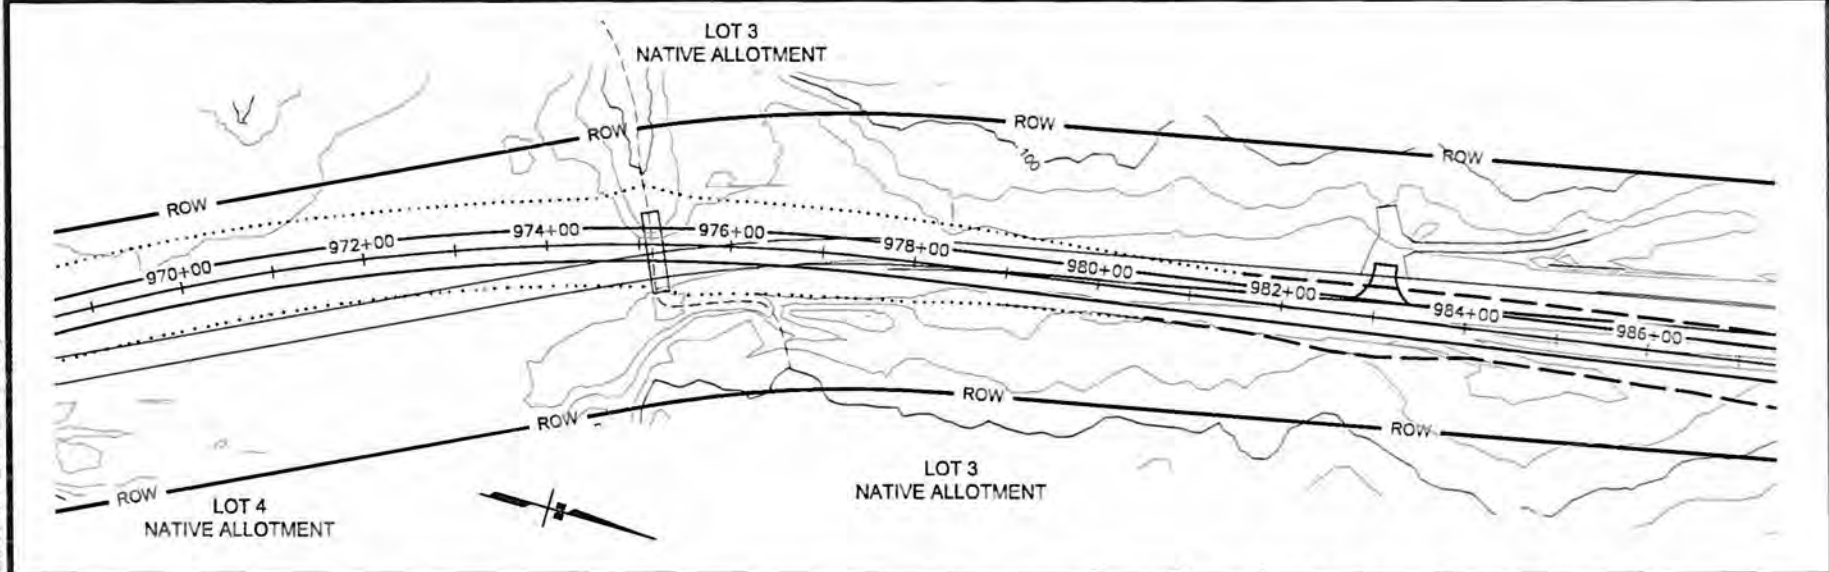 LOT 3
NATIVE ALLOTMENT
ROW
ROW
ROW
ROW
78
970+00
972+00
974+00
976+00
978+00
980+00
982+00
984+00
986+00
ROW
ROW
ROW
ROW
LOT 4
NATIVE ALLOTMENT
LOT 3
NATIVE ALLOTMENT